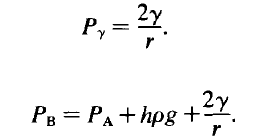 P_γ = 2γ/r.
P_B = P_A + hρg + 2γ/r.